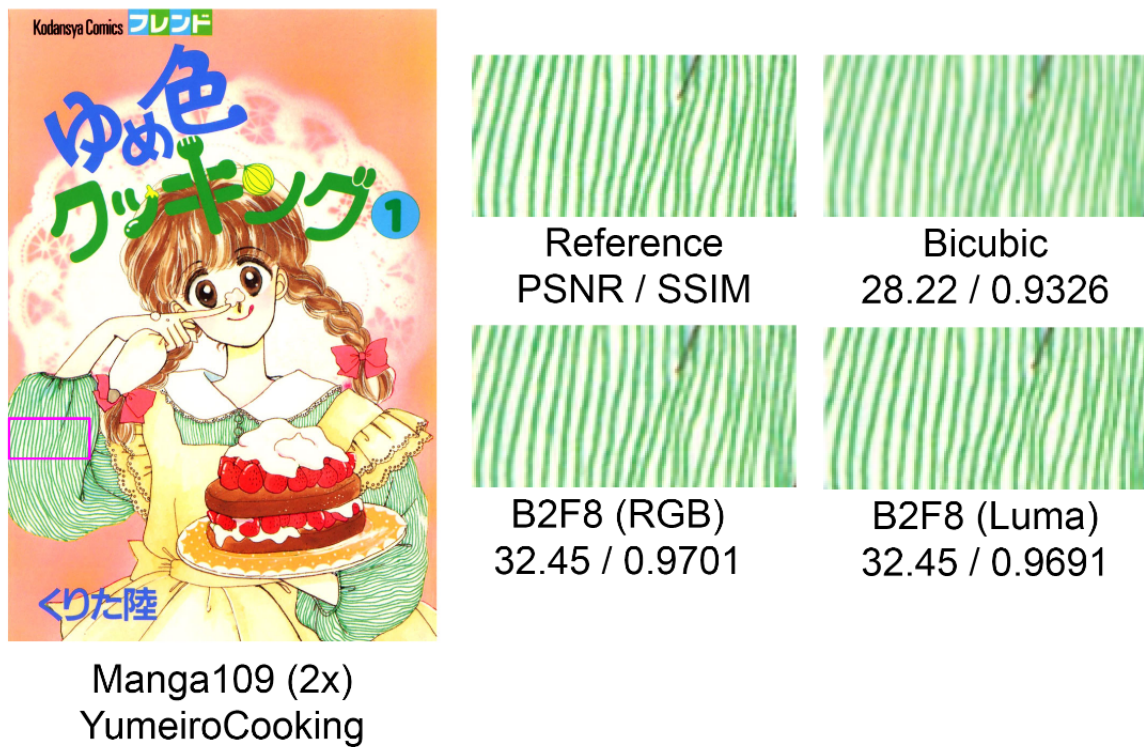 Kodansya Comics フレンド
ゆめ色
クッキング 1
くりた陸
Manga109 (2x)
YumeiroCooking
Reference
PSNR / SSIM
Bicubic
28.22 / 0.9326
B2F8 (RGB)
32.45 / 0.9701
B2F8 (Luma)
32.45 / 0.9691